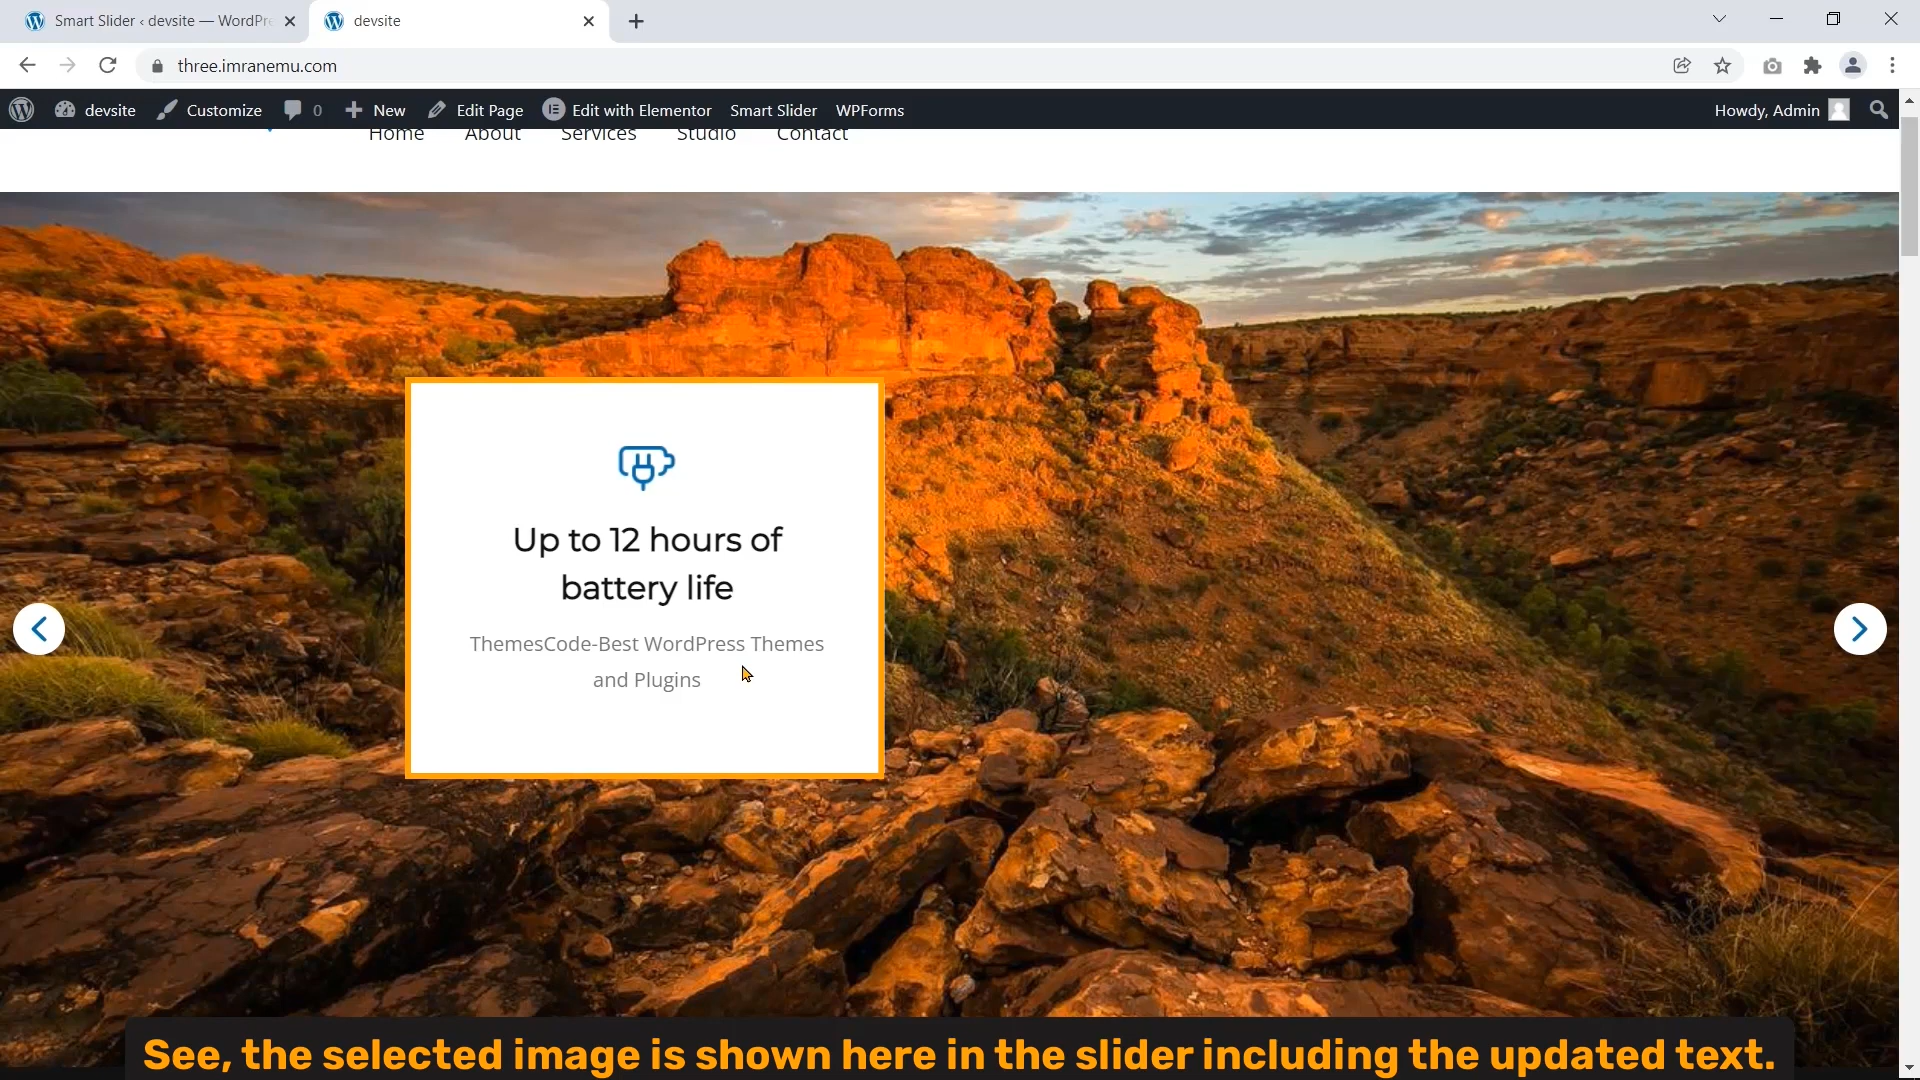 Smart Slider ‹ devsite — WordPre
devsite
three.imranemu.com
devsite Customize 0 New Edit Page Edit with Elementor Smart Slider WPForms Howdy, Admin
Home About Services Studio Contact
Up to 12 hours of
battery life
ThemesCode-Best WordPress Themes
and Plugins
See, the selected image is shown here in the slider including the updated text.